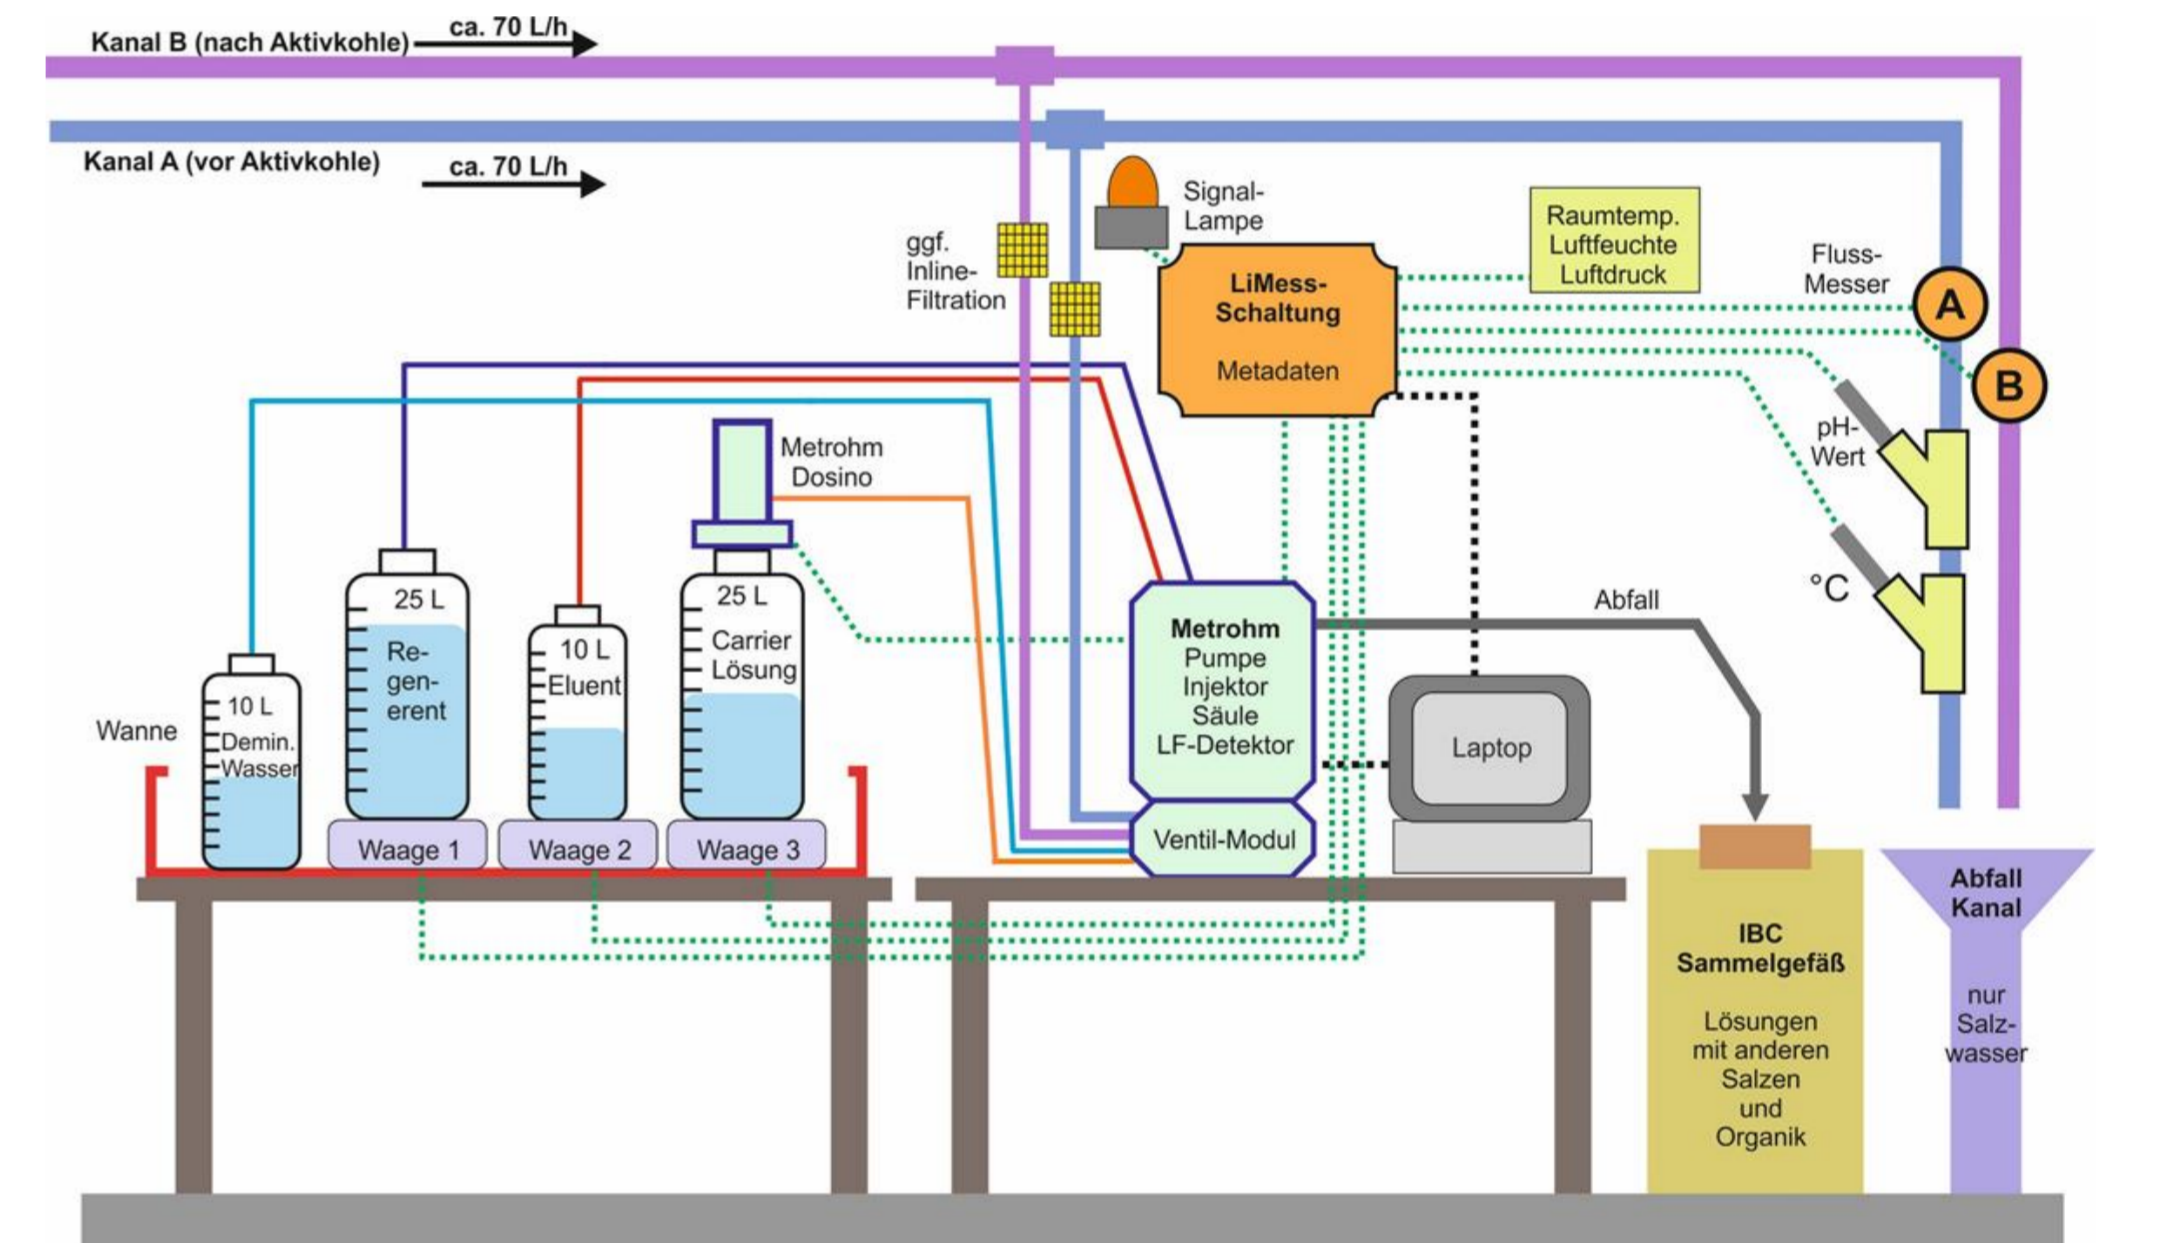 Kanal B (nach Aktivkohle)
ca. 70 L/h
Kanal A (vor Aktivkohle)
ca. 70 L/h
Signal-
Lampe
ggf.
Inline-
Filtration
LiMess-
Schaltung
Metadaten
Raumtemp.
Luftfeuchte
Luftdruck
Fluss-
Messer
A
B
pH-
Wert
°C
Metrohm
Dosino
Wanne
10 L
Demin.
Wasser
25 L
Re-
gen-
erent
10 L
Eluent
25 L
Carrier
Lösung
Waage 1
Waage 2
Waage 3
Metrohm
Pumpe
Injektor
Säule
LF-Detektor
Ventil-Modul
Laptop
Abfall
IBC
Sammelgefäß
Lösungen
mit anderen
Salzen
und
Organik
Abfall
Kanal
nur
Salz-
wasser